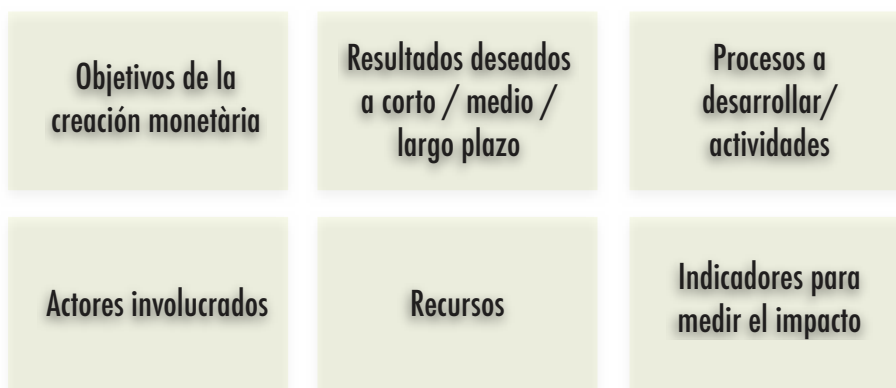 Objetivos de la
creación monetària
Resultados deseados
a corto / medio /
largo plazo
Procesos a
desarrollar/
actividades
Actores involucrados
Recursos
Indicadores para
medir el impacto